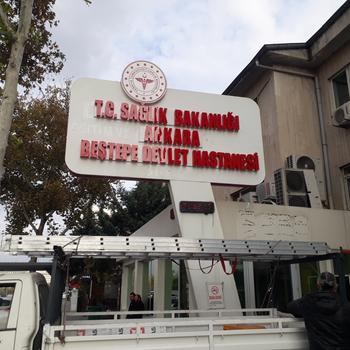 T.C. SAĞLIK BAKANLIĞI
ANKARA
BEŞTEPE DEVLET HASTANESİ